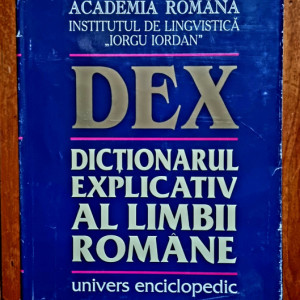 ACADEMIA ROMÂNĂ
INSTITUTUL DE LINGVISTICĂ
„IORGU IORDAN”
DEX
DICȚIONARUL
EXPLICATIV
AL LIMBII
ROMÂNE
univers enciclopedic